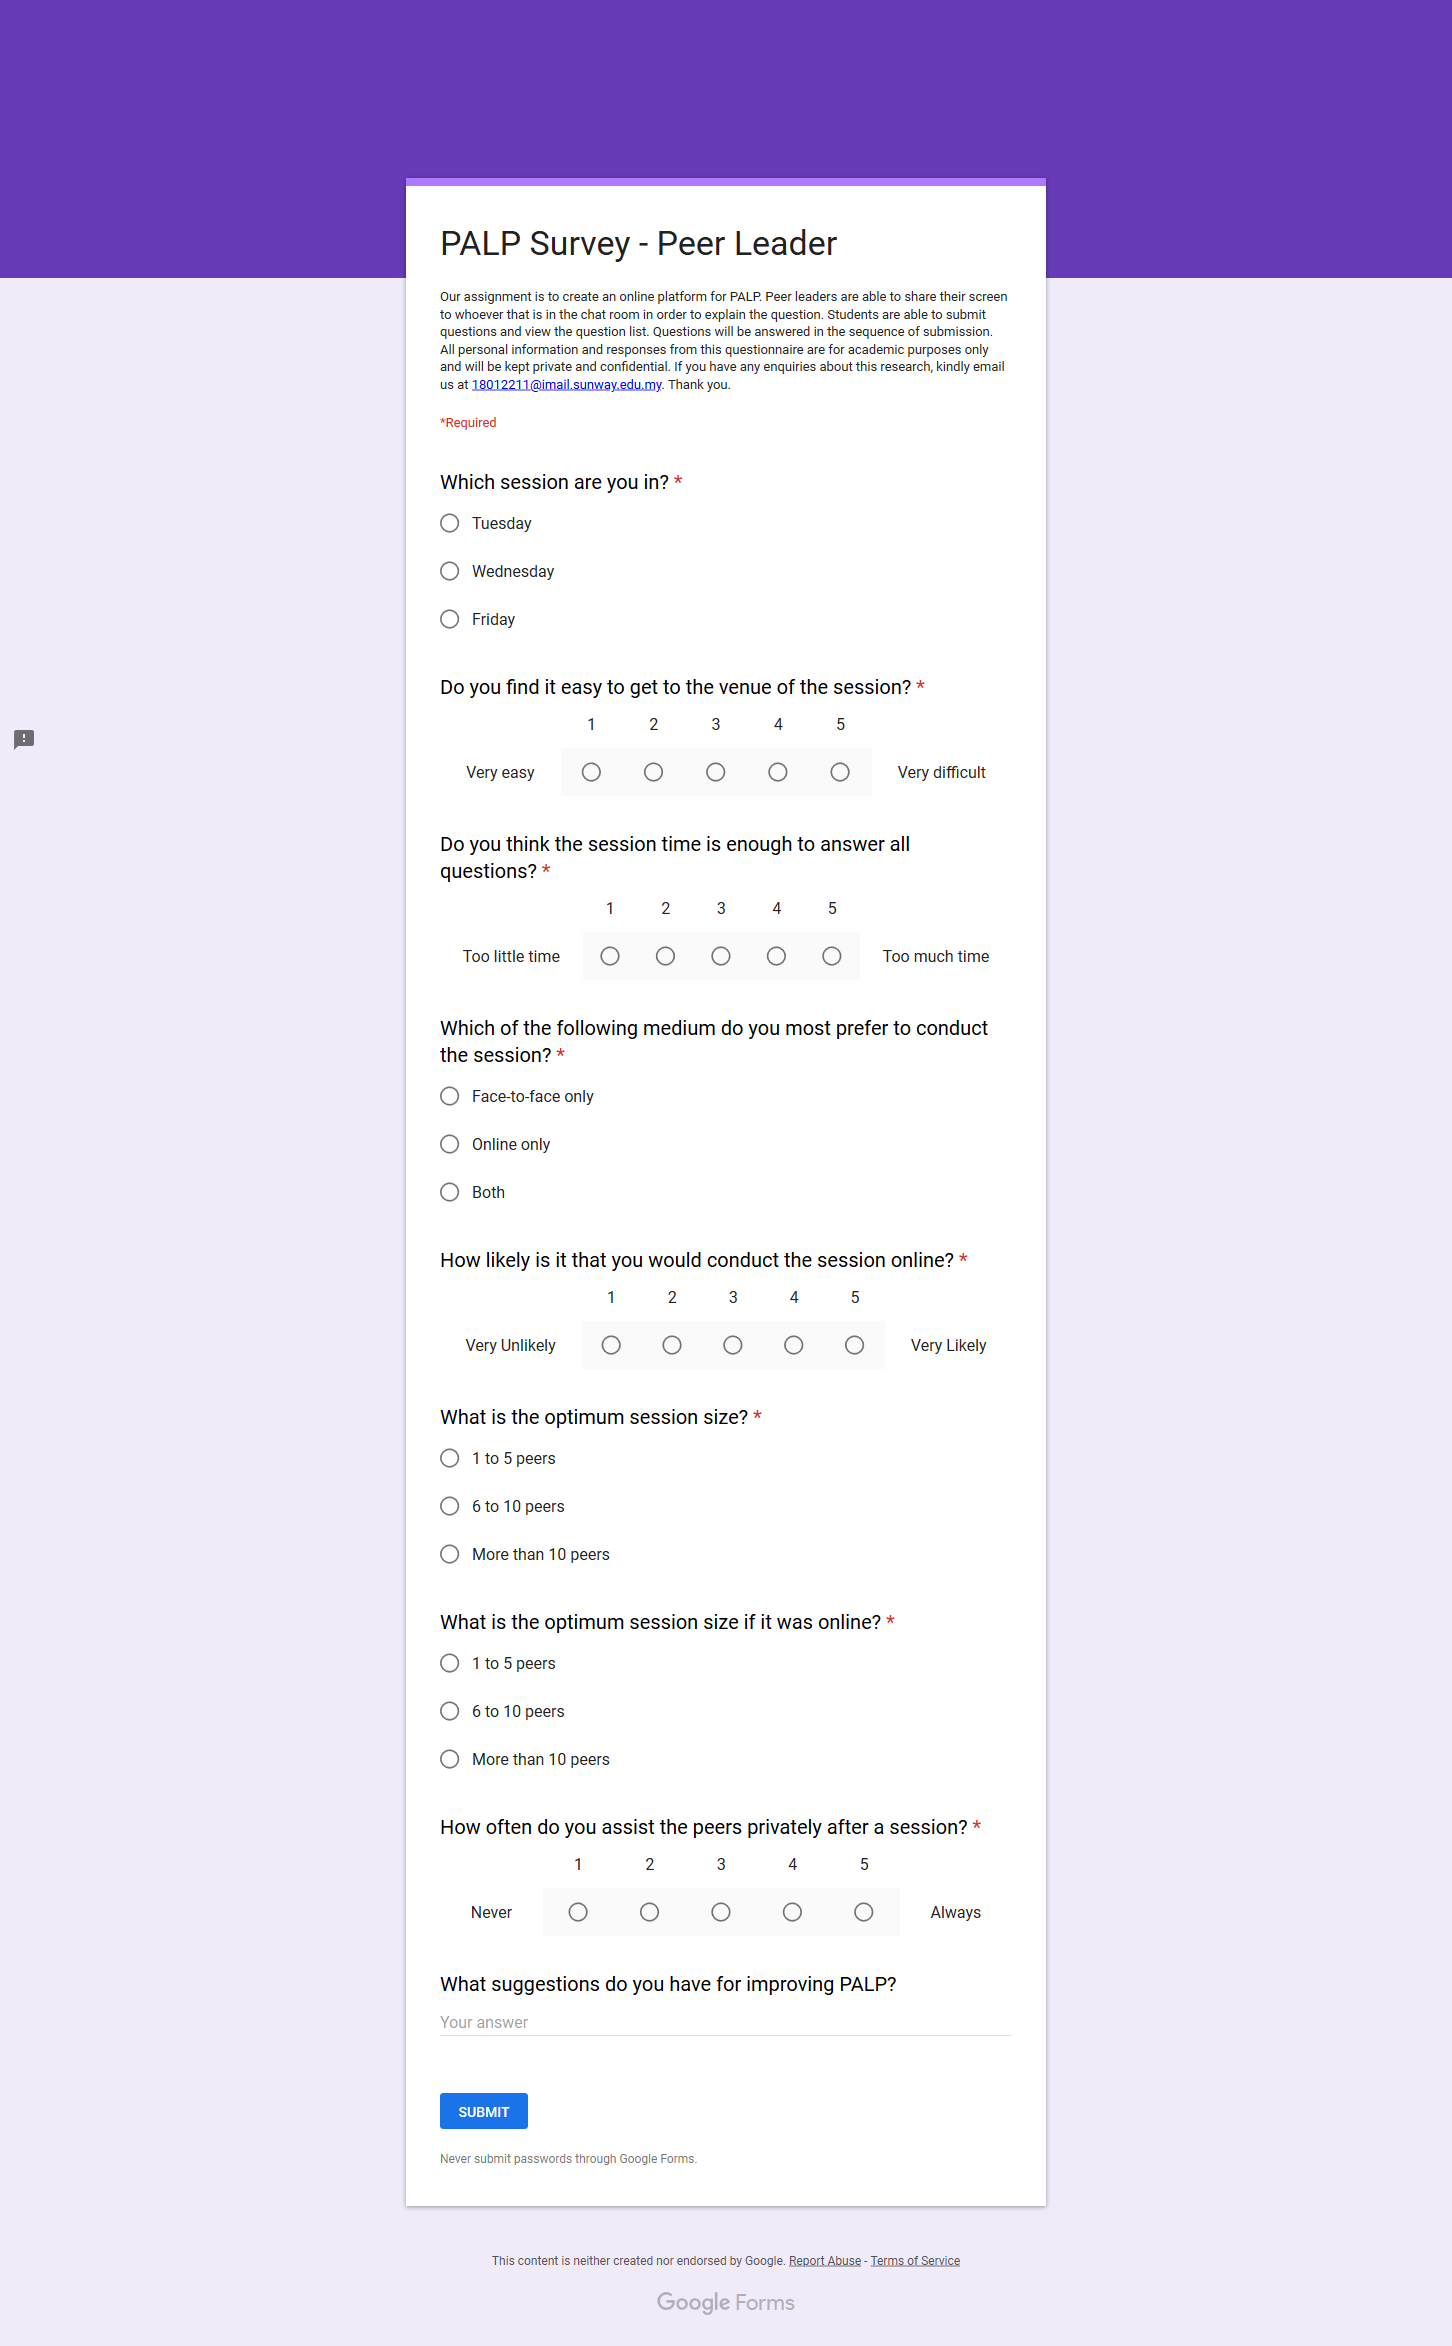 PALP Survey - Peer Leader
Our assignment is to create an online platform for PALP. Peer leaders are able to share their screen
to whoever that is in the chat room in order to explain the question. Students are able to submit
questions and view the question list. Questions will be answered in the sequence of submission.
All personal information and responses from this questionnaire are for academic purposes only
and will be kept private and confidential. If you have any enquiries about this research, kindly email
us at 18012211@imail.sunway.edu.my. Thank you.
*Required
Which session are you in? *
Tuesday
Wednesday
Friday
Do you find it easy to get to the venue of the session? *
1 2 3 4 5
Very easy Very difficult
Do you think the session time is enough to answer all
questions? *
1 2 3 4 5
Too little time Too much time
Which of the following medium do you most prefer to conduct
the session? *
Face-to-face only
Online only
Both
How likely is it that you would conduct the session online? *
1 2 3 4 5
Very Unlikely Very Likely
What is the optimum session size? *
1 to 5 peers
6 to 10 peers
More than 10 peers
What is the optimum session size if it was online? *
1 to 5 peers
6 to 10 peers
More than 10 peers
How often do you assist the peers privately after a session? *
1 2 3 4 5
Never Always
What suggestions do you have for improving PALP?
Your answer
SUBMIT
Never submit passwords through Google Forms.
This content is neither created nor endorsed by Google. Report Abuse - Terms of Service
Google Forms